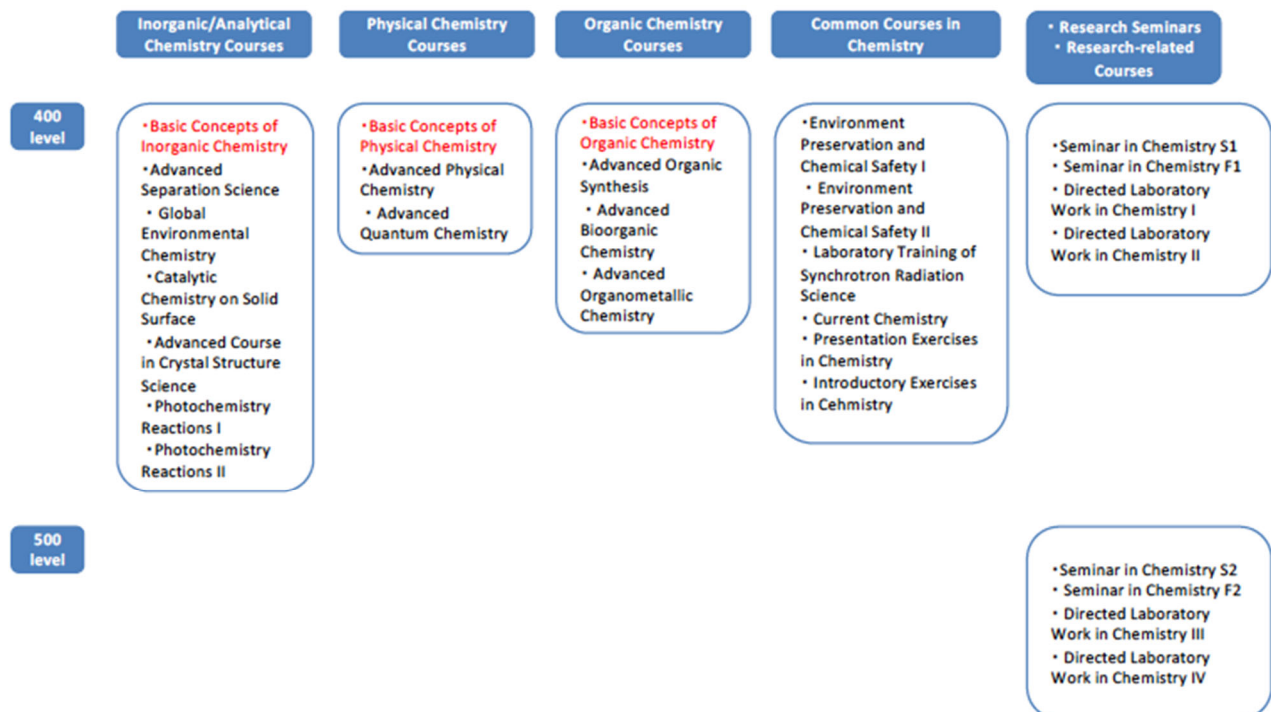 Inorganic/Analytical
Chemistry Courses
Physical Chemistry
Courses
Organic Chemistry
Courses
Common Courses in
Chemistry
・Research Seminars
・Research-related
Courses
400
level
・Basic Concepts of
Inorganic Chemistry
・Advanced
Separation Science
・Global
Environmental
Chemistry
・Catalytic
Chemistry on Solid
Surface
・Advanced Course
in Crystal Structure
Science
・Photochemistry
Reactions I
・Photochemistry
Reactions II
・Basic Concepts of
Physical Chemistry
・Advanced Physical
Chemistry
・Advanced
Quantum Chemistry
・Basic Concepts of
Organic Chemistry
・Advanced Organic
Synthesis
・Advanced
Bioorganic
Chemistry
・Advanced
Organometallic
Chemistry
・Environment
Preservation and
Chemical Safety I
・Environment
Preservation and
Chemical Safety II
・Laboratory Training of
Synchrotron Radiation
Science
・Current Chemistry
・Presentation Exercises
in Chemistry
・Introductory Exercises
in Cehmistry
・Seminar in Chemistry S1
・Seminar in Chemistry F1
・Directed Laboratory
Work in Chemistry I
・Directed Laboratory
Work in Chemistry II
500
level
・Seminar in Chemistry S2
・Seminar in Chemistry F2
・Directed Laboratory
Work in Chemistry III
・Directed Laboratory
Work in Chemistry IV